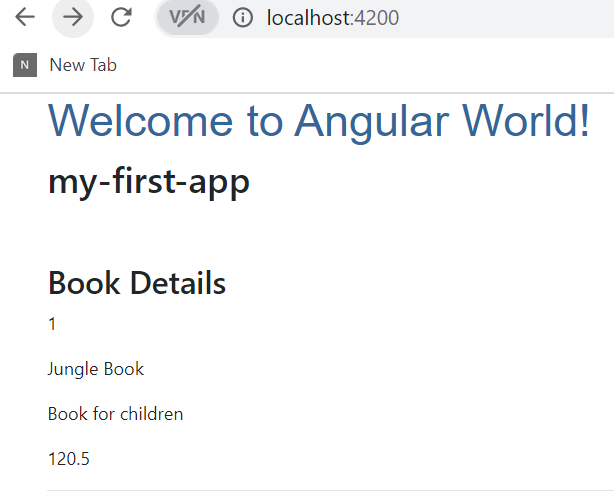 VPN localhost:4200
N New Tab
Welcome to Angular World!
my-first-app
Book Details
1
Jungle Book
Book for children
120.5